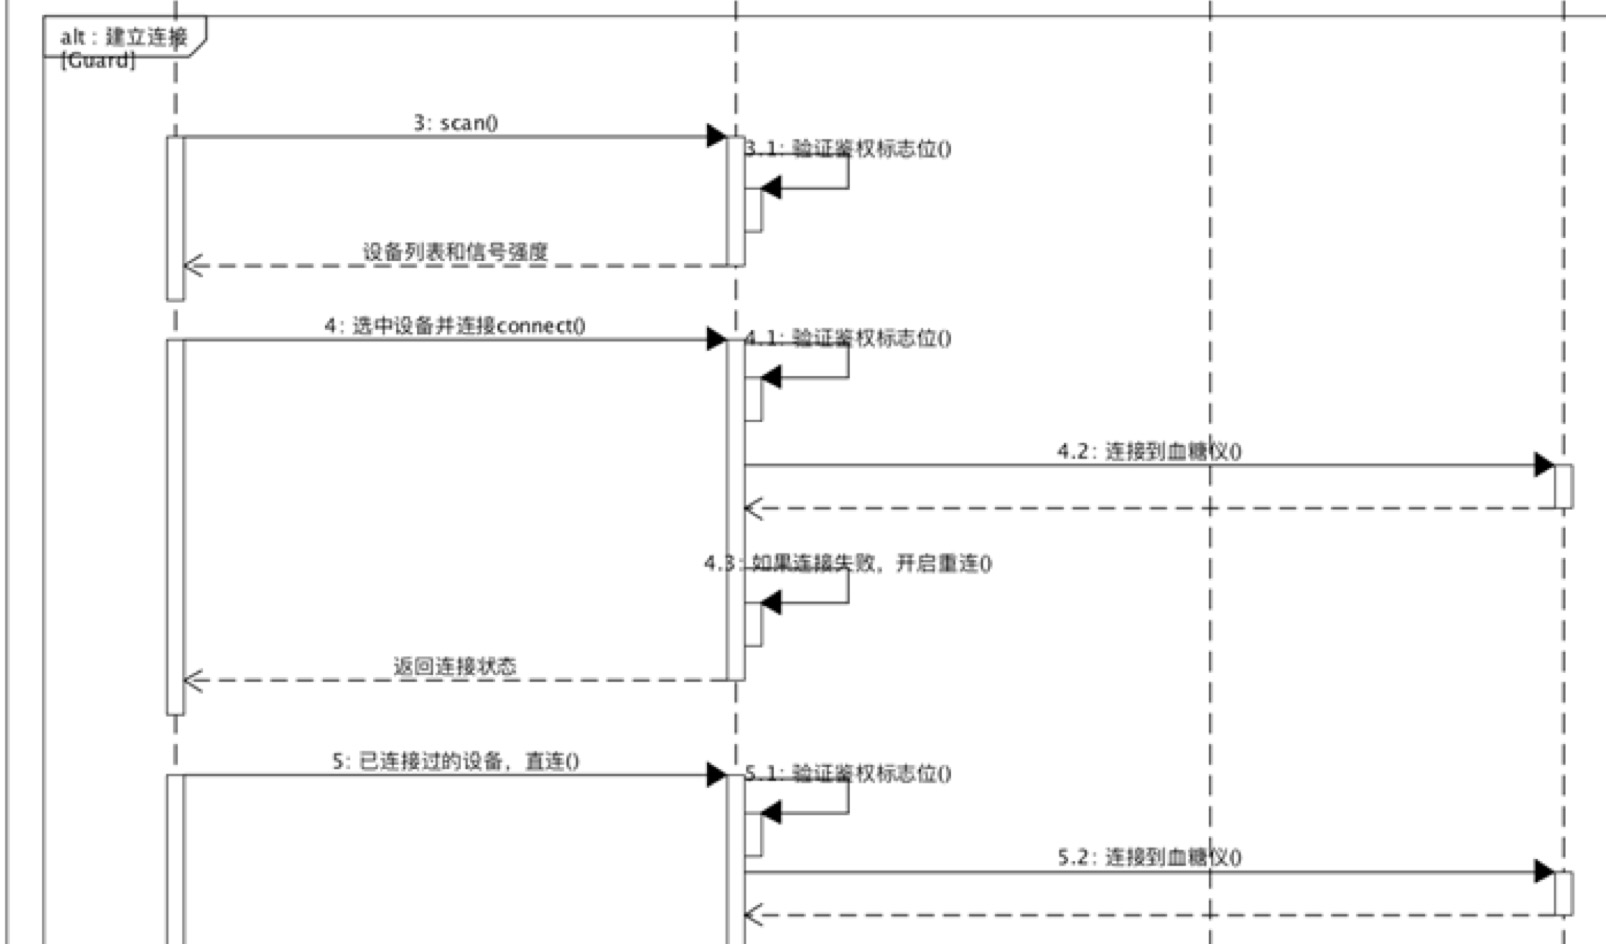 alt : 建立连接
[Guard]
3: scan()
3.1: 验证鉴权标志位()
设备列表和信号强度
4: 选中设备并连接connect()
4.1: 验证鉴权标志位()
4.2: 连接到血糖仪()
4.3: 如果连接失败，开启重连()
返回连接状态
5: 已连接过的设备，直连()
5.1: 验证鉴权标志位()
5.2: 连接到血糖仪()